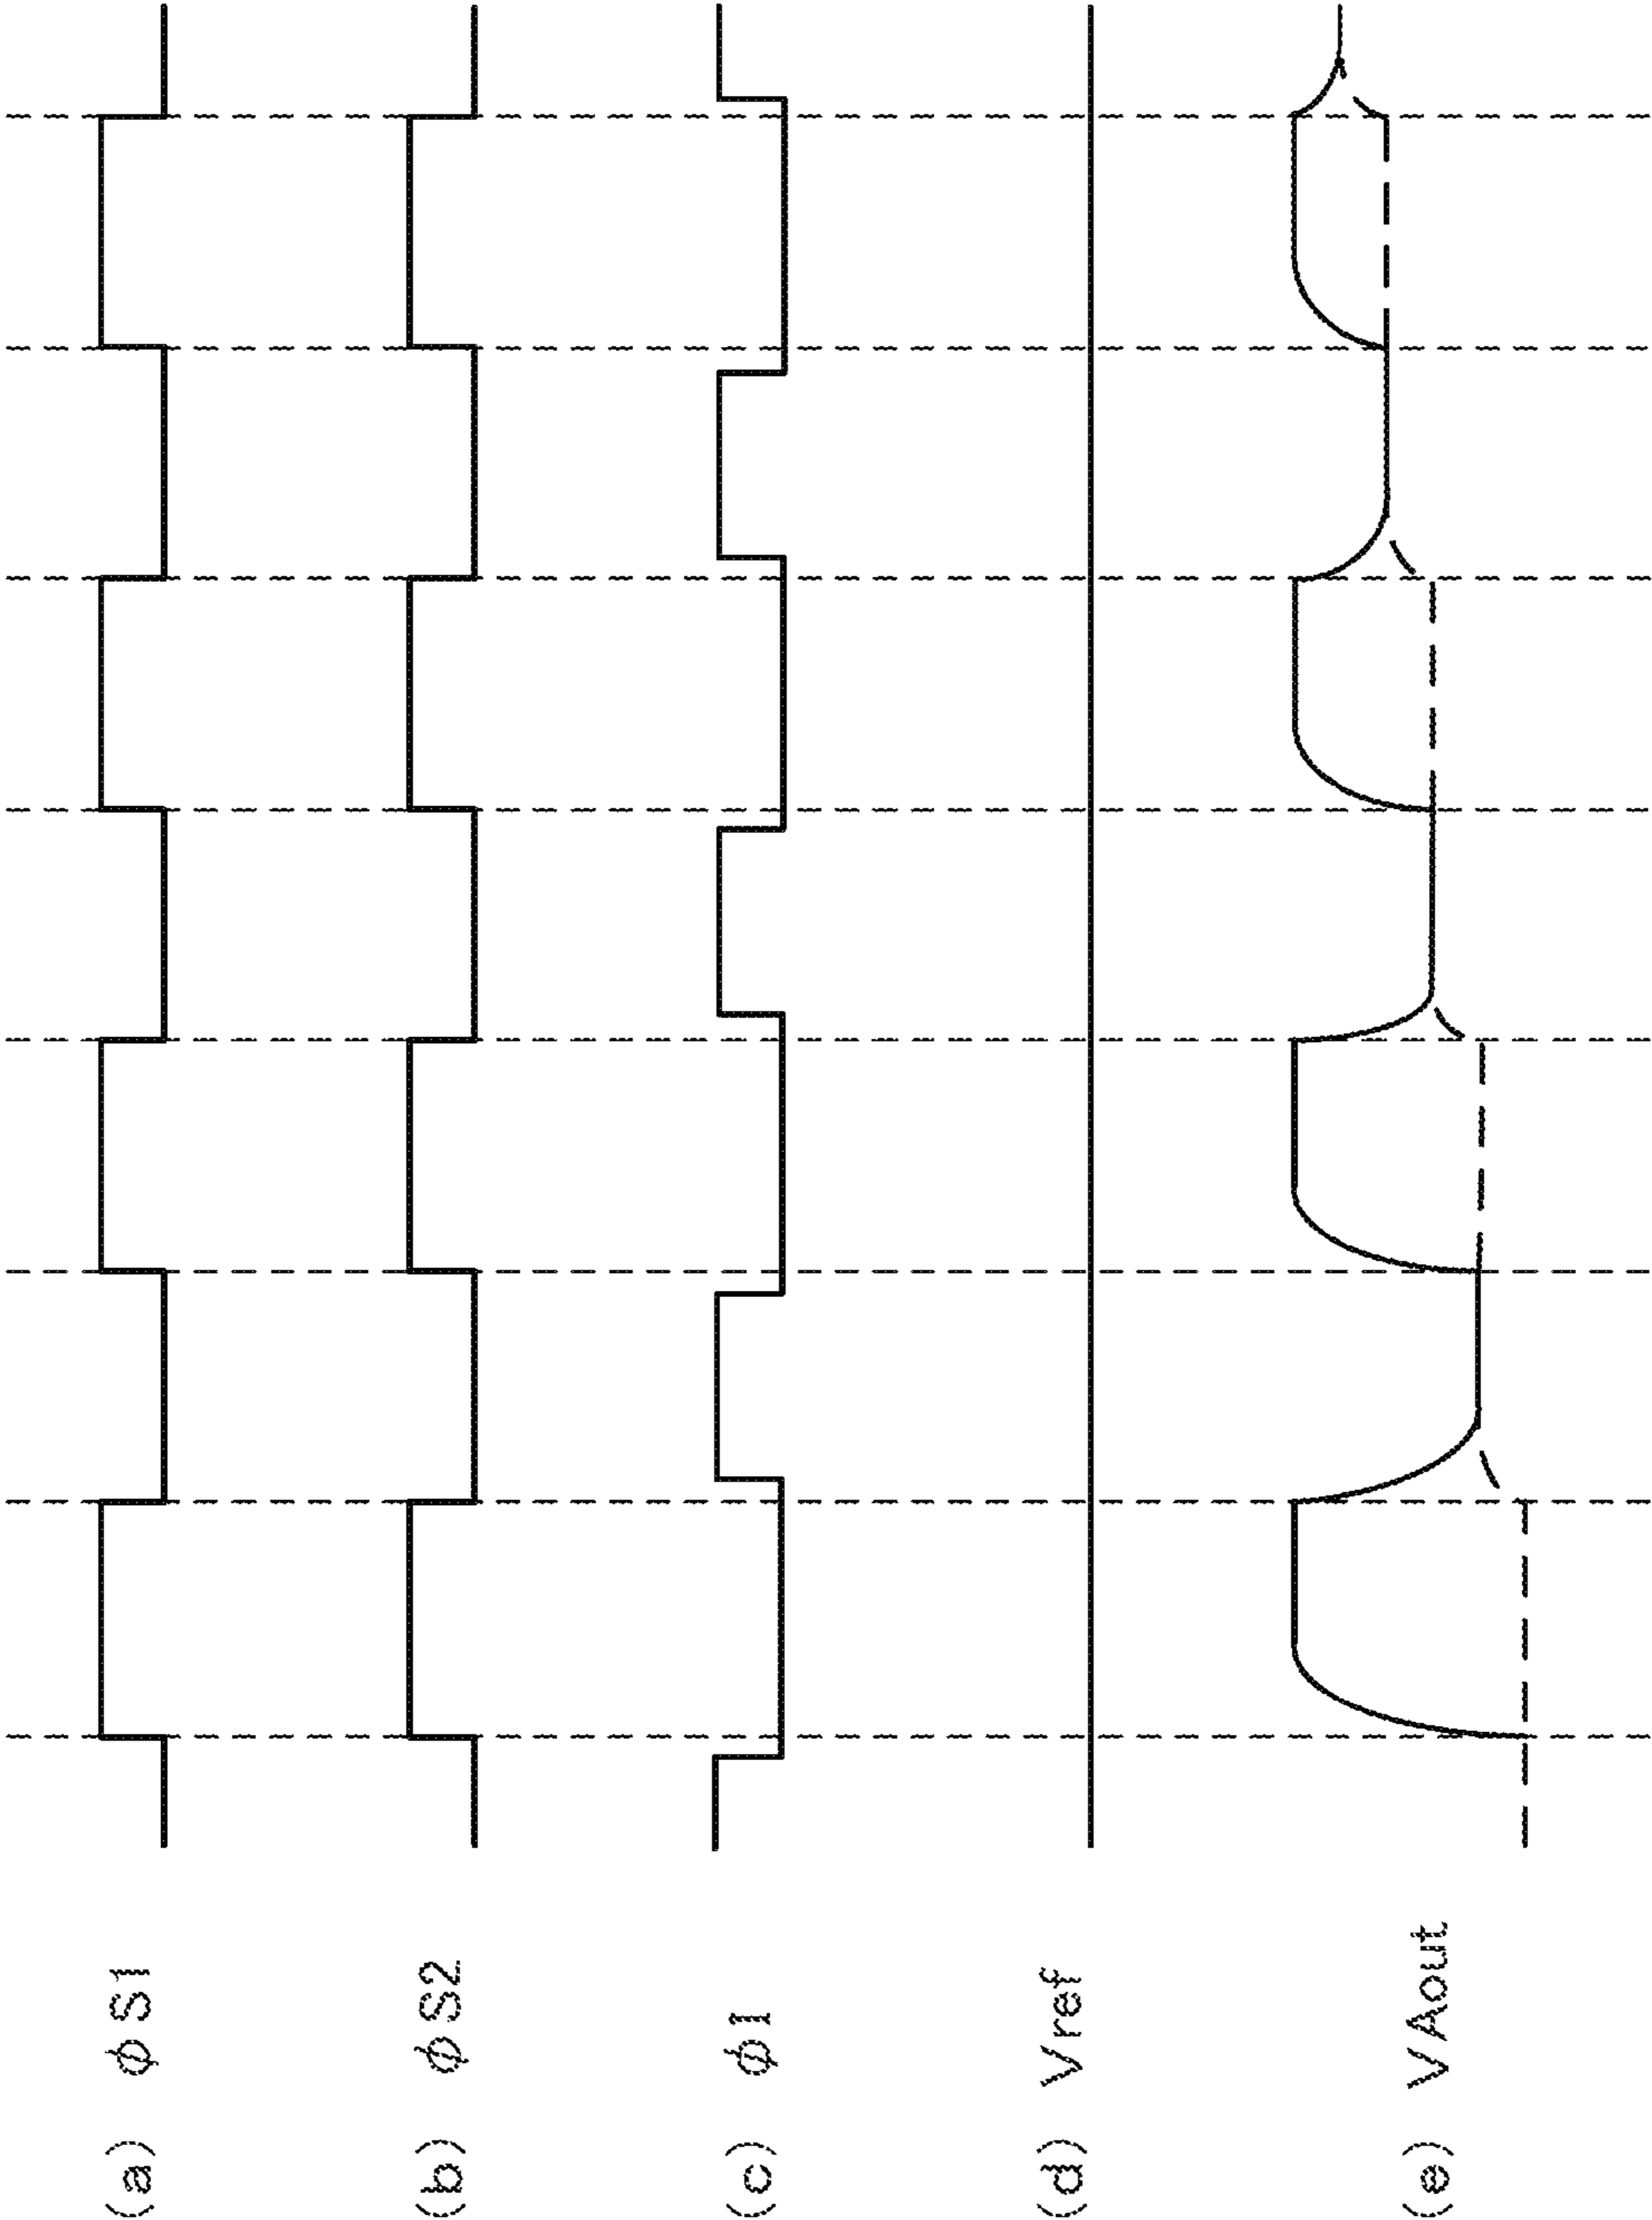 (a) φS1
(b) φS2
(c) φ1
(d) Vref
(e) VAout